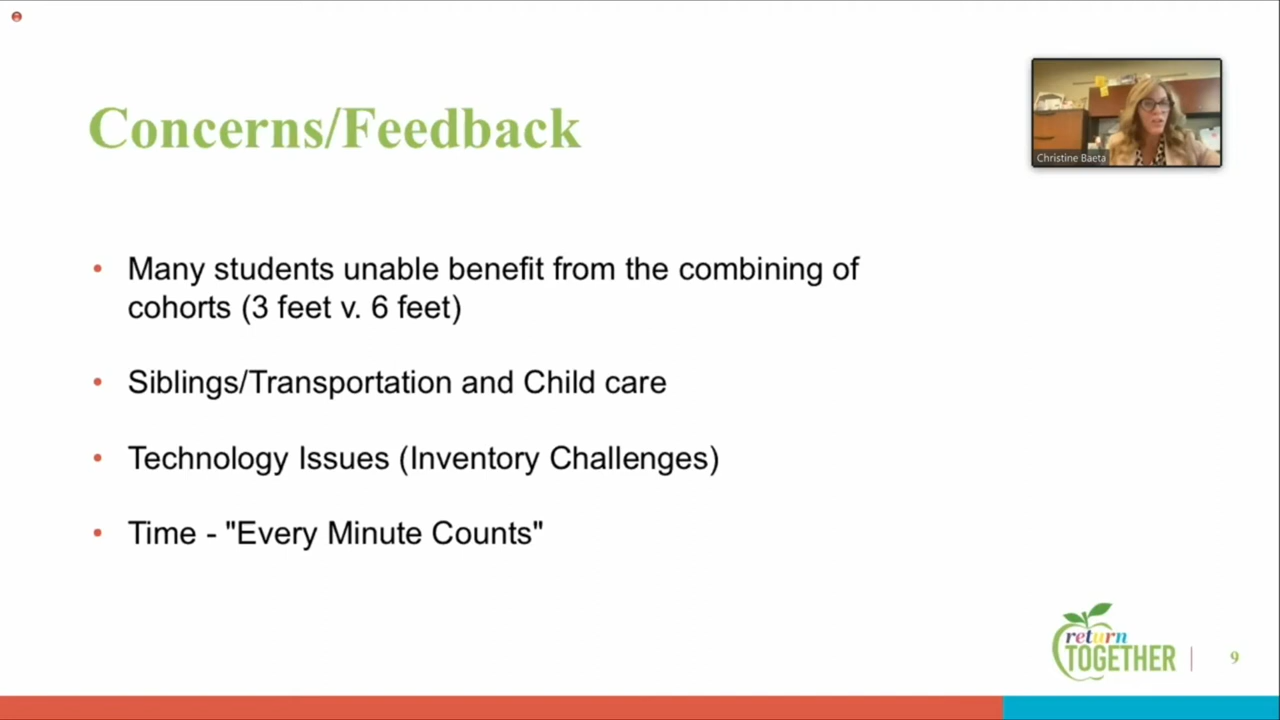 Concerns/Feedback
Christine Baeta
• Many students unable benefit from the combining of
cohorts (3 feet v. 6 feet)
• Siblings/Transportation and Child care
• Technology Issues (Inventory Challenges)
• Time - "Every Minute Counts"
return
TOGETHER
9